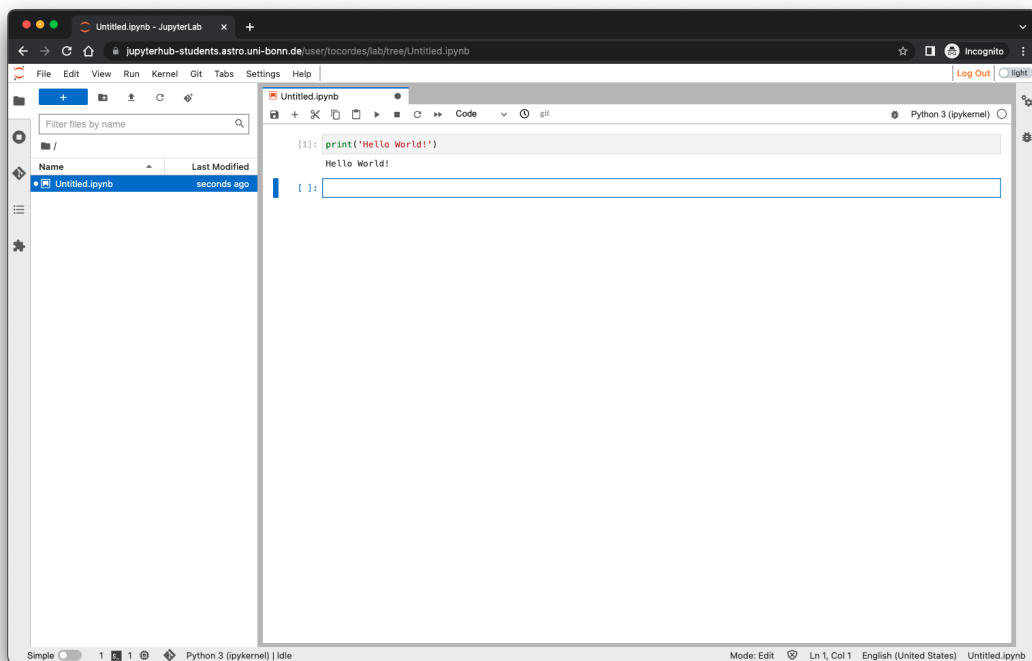 Untitled.ipynb - JupyterLab
jupyterhub-students.astro.uni-bonn.de/user/tocordes/lab/tree/Untitled.ipynb
Incognito
File Edit View Run Kernel Git Tabs Settings Help
Log Out light
Filter files by name
/
Name Last Modified
Untitled.ipynb seconds ago
Untitled.ipynb
Code git Python 3 (ipykernel)
[1]: print('Hello World!')
Hello World!
[ ]:
Simple 1 1 Python 3 (ipykernel) | Idle Mode: Edit Ln 1, Col 1 English (United States) Untitled.ipynb